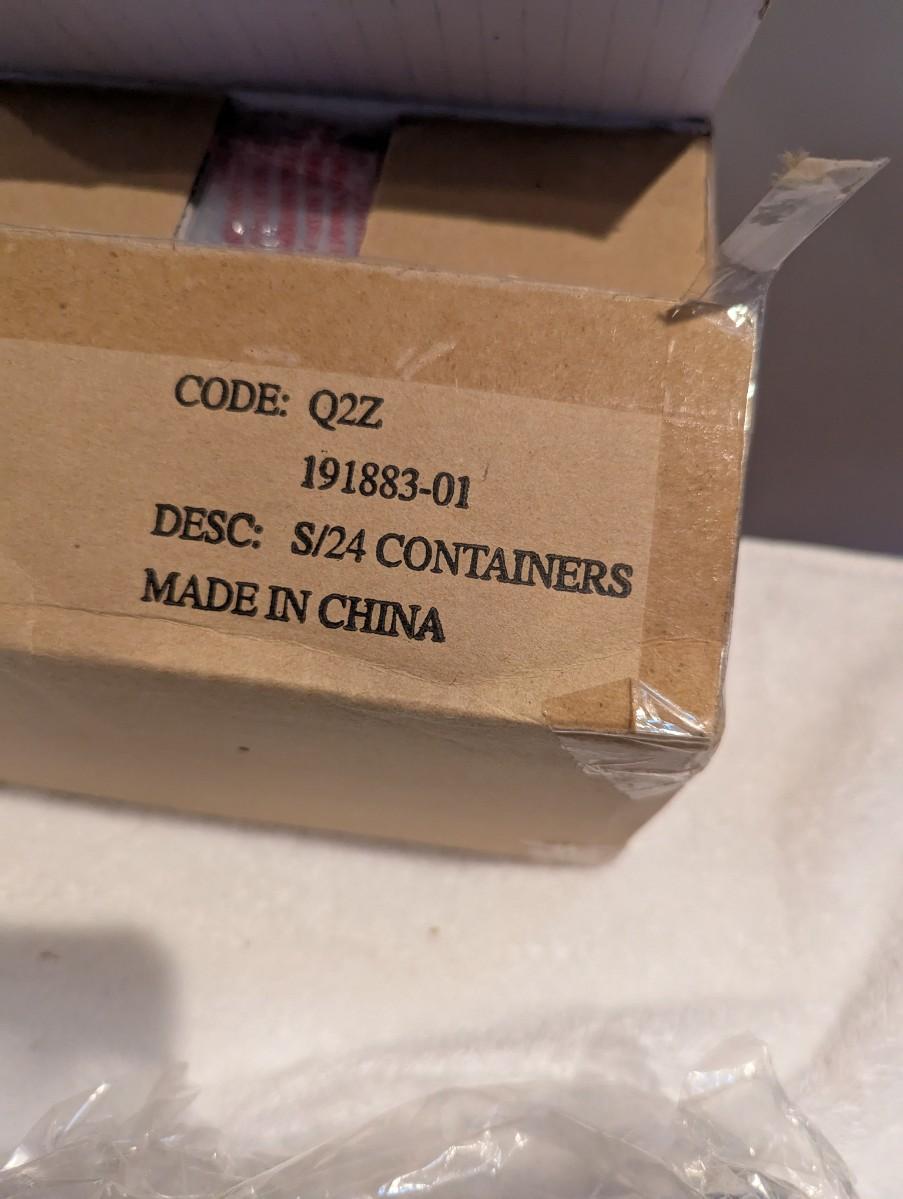 CODE: Q2Z
191883-01
DESC: S/24 CONTAINERS
MADE IN CHINA